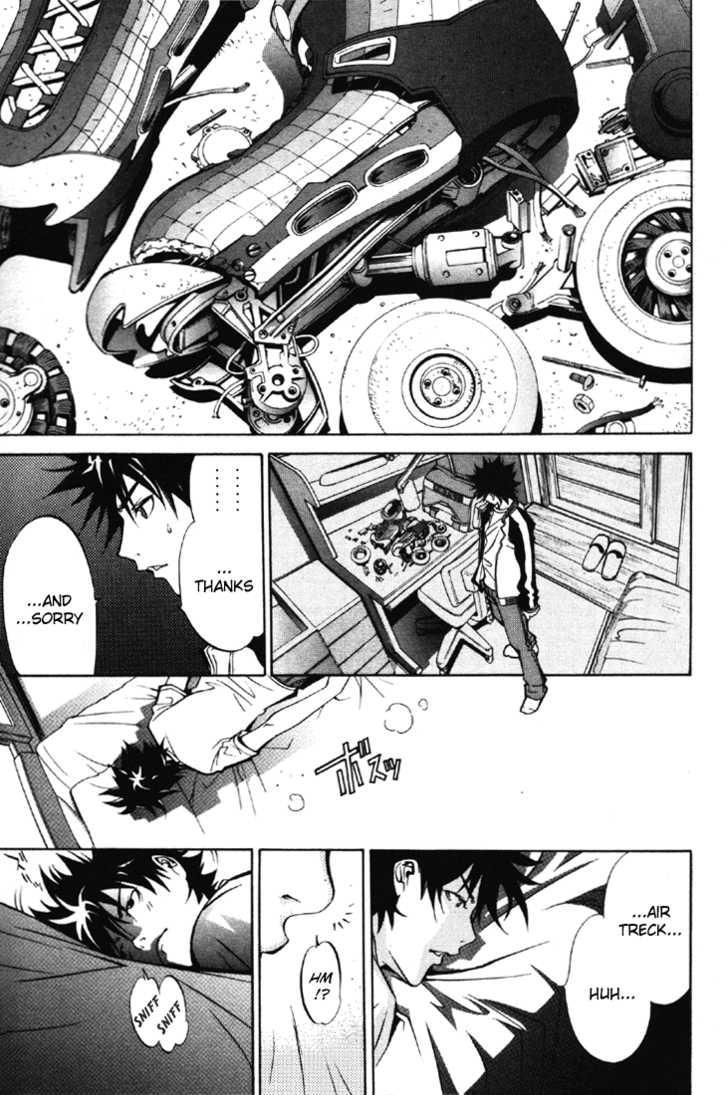 ......
...
THANKS
...AND
...SORRY
ボスッ
...AIR
TRECK...
HUH...
HM
!?
SNIFF
SNIFF